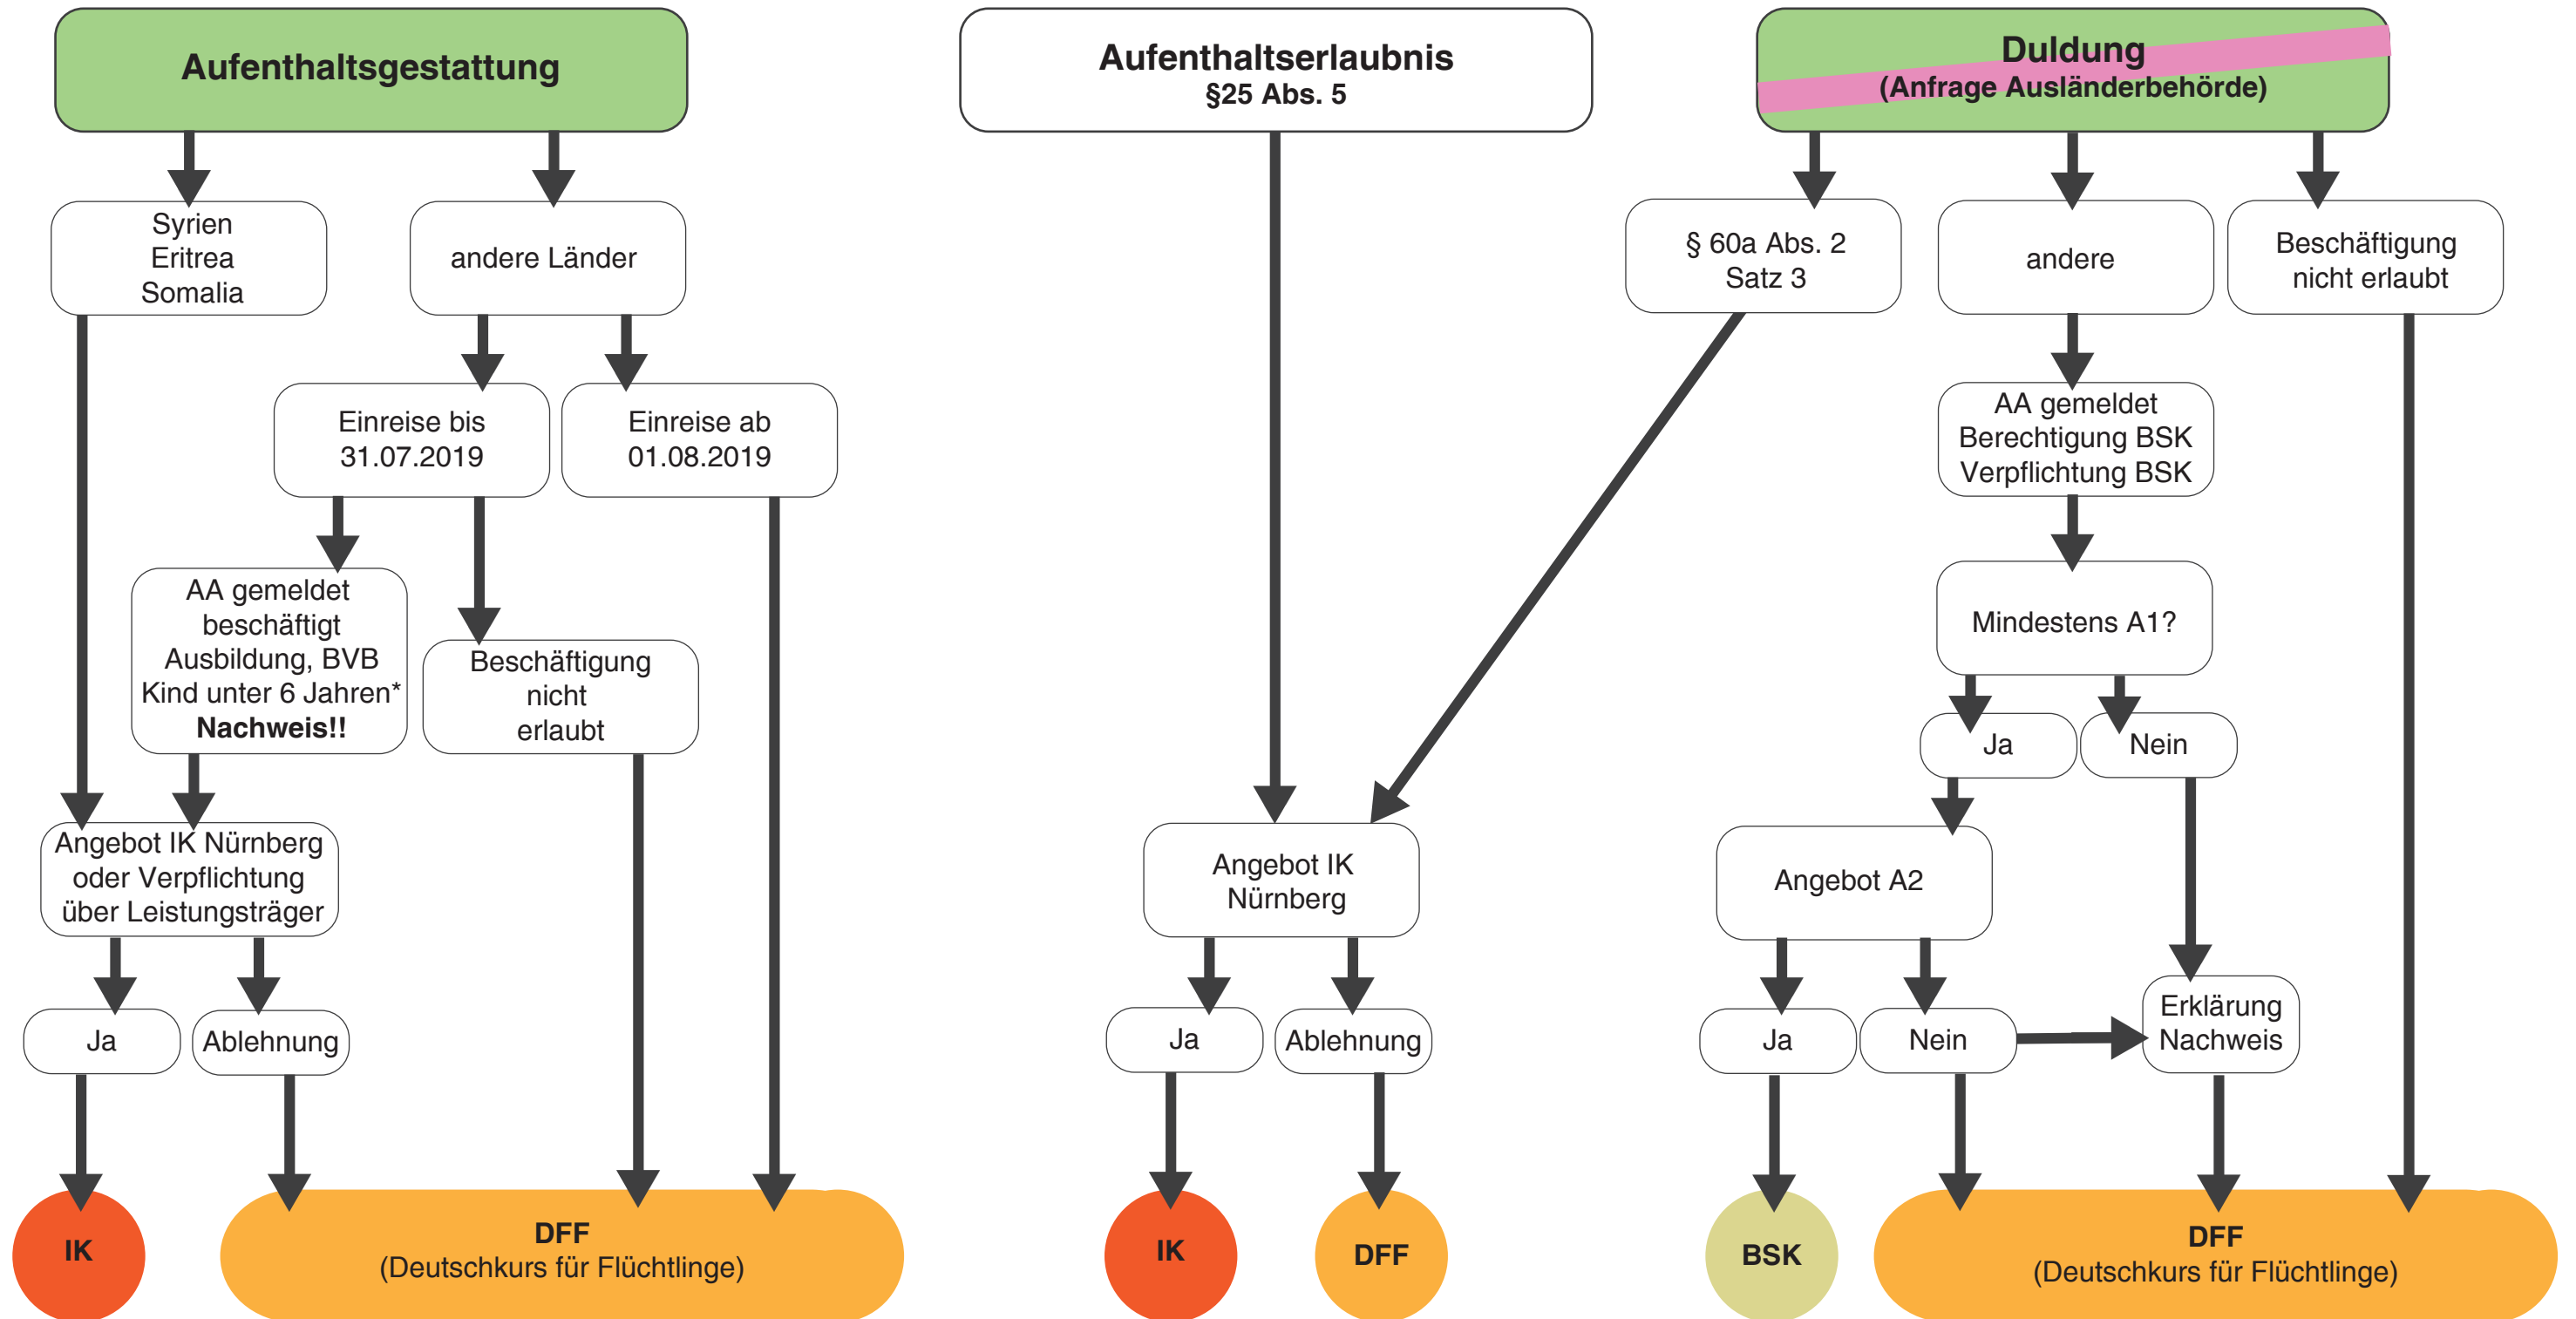 Aufenthaltsgestattung
Aufenthaltserlaubnis
§25 Abs. 5
Duldung
(Anfrage Ausländerbehörde)
Syrien
Eritrea
Somalia
andere Länder
§ 60a Abs. 2
Satz 3
andere
Beschäftigung
nicht erlaubt
Einreise bis
31.07.2019
Einreise ab
01.08.2019
AA gemeldet
Berechtigung BSK
Verpflichtung BSK
AA gemeldet
beschäftigt
Ausbildung, BVB
Kind unter 6 Jahren*
Nachweis!!
Beschäftigung
nicht
erlaubt
Mindestens A1?
Ja
Nein
Angebot IK Nürnberg
oder Verpflichtung
über Leistungsträger
Angebot IK
Nürnberg
Angebot A2
Ja
Ablehnung
Ja
Ablehnung
Ja
Nein
Erklärung
Nachweis
IK
DFF
(Deutschkurs für Flüchtlinge)
IK
DFF
BSK
DFF
(Deutschkurs für Flüchtlinge)